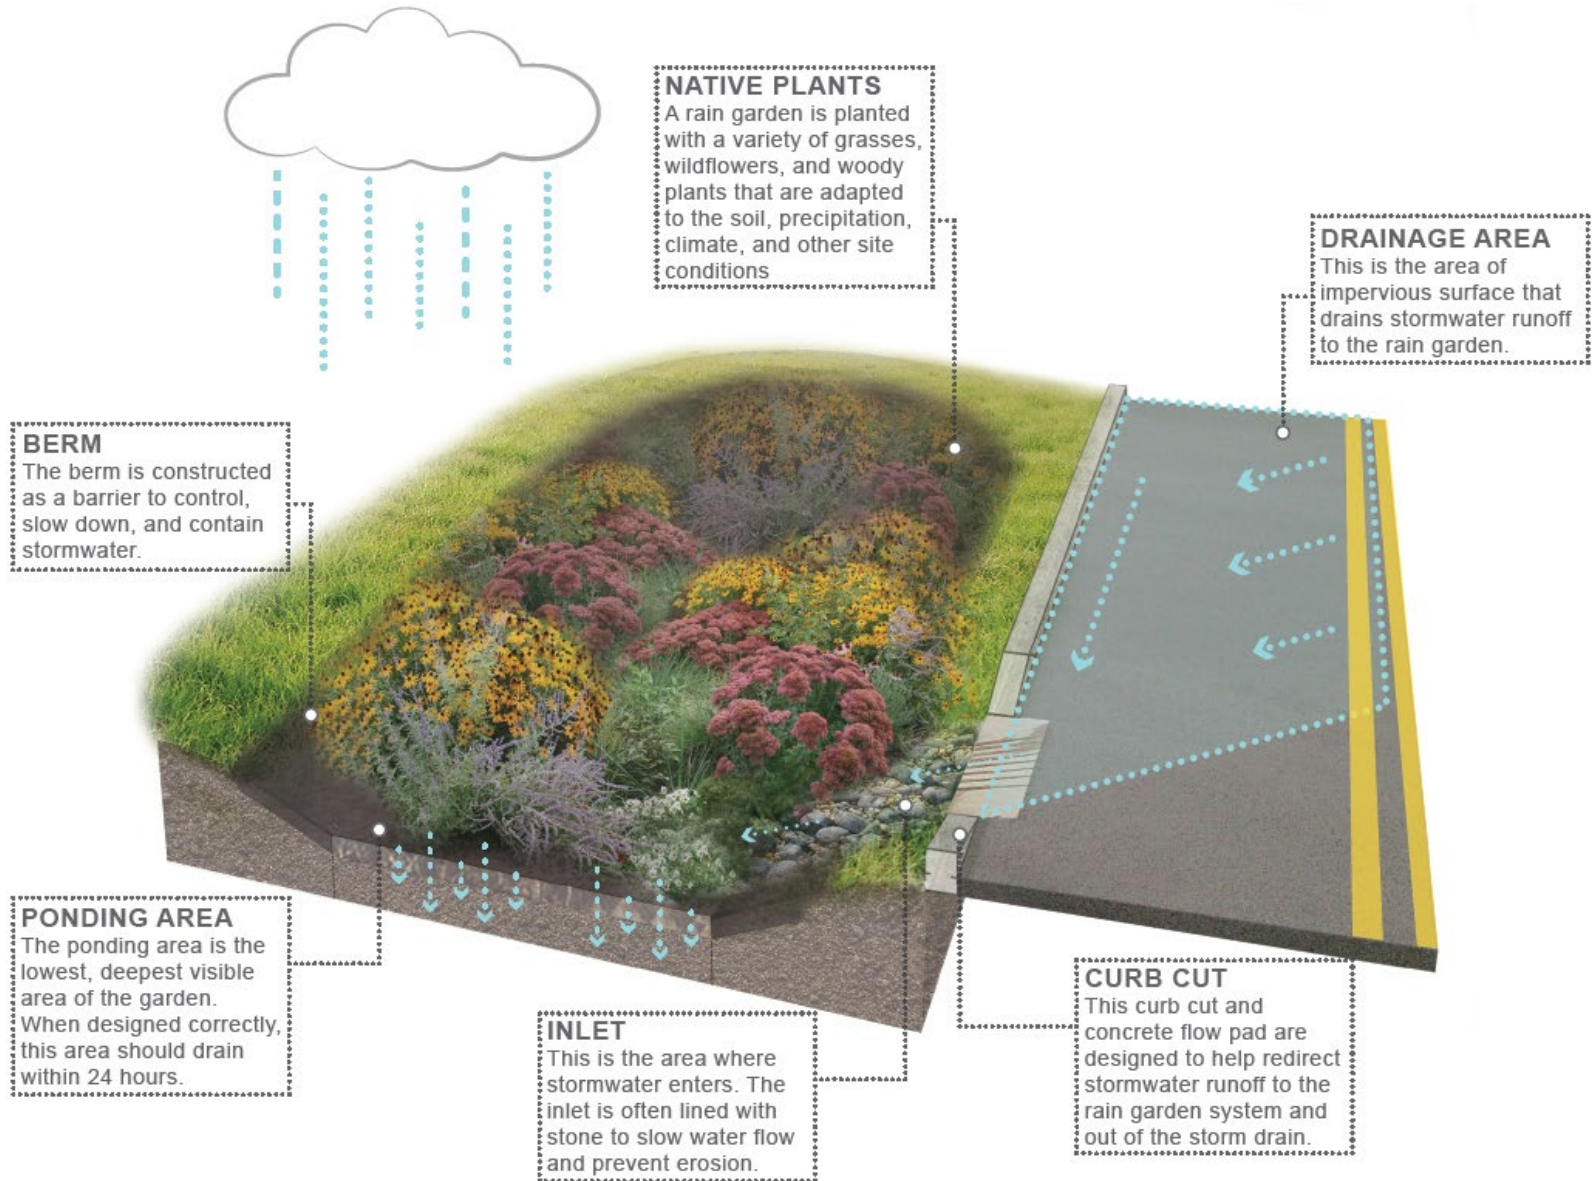 NATIVE PLANTS
A rain garden is planted
with a variety of grasses,
wildflowers, and woody
plants that are adapted
to the soil, precipitation,
climate, and other site
conditions
DRAINAGE AREA
This is the area of
impervious surface that
drains stormwater runoff
to the rain garden.
BERM
The berm is constructed
as a barrier to control,
slow down, and contain
stormwater.
PONDING AREA
The ponding area is the
lowest, deepest visible
area of the garden.
When designed correctly,
this area should drain
within 24 hours.
INLET
This is the area where
stormwater enters. The
inlet is often lined with
stone to slow water flow
and prevent erosion.
CURB CUT
This curb cut and
concrete flow pad are
designed to help redirect
stormwater runoff to the
rain garden system and
out of the storm drain.